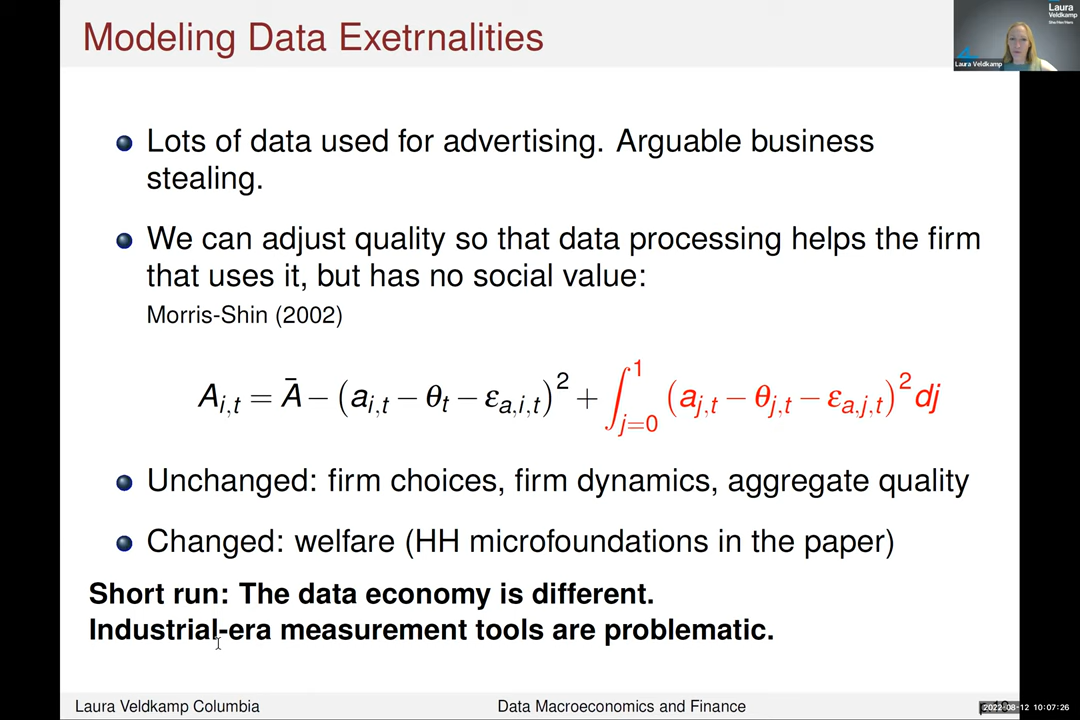 Modeling Data Exetrnalities
Laura
Veldkamp
Laura Veldkamp
Lots of data used for advertising. Arguable business
stealing.
We can adjust quality so that data processing helps the firm
that uses it, but has no social value:
Morris-Shin (2002)
A_{i,t} = Ā − (a_{i,t} − θ_t − ε_{a,i,t})² + ∫_{j=0}^{1} (a_{j,t} − θ_{j,t} − ε_{a,j,t})² dj
Unchanged: firm choices, firm dynamics, aggregate quality
Changed: welfare (HH microfoundations in the paper)
Short run: The data economy is different.
Industrial-era measurement tools are problematic.
Laura Veldkamp Columbia
Data Macroeconomics and Finance
2022-08-12 10:07:26